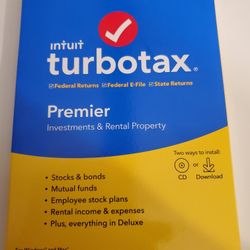 intuit
turbotax®
☑Federal Returns ☑Federal E-File ☑State Returns
Premier
Investments & Rental Property
Two ways to install:
or
CD Download
• Stocks & bonds
• Mutual funds
• Employee stock plans
• Rental income & expenses
• Plus, everything in Deluxe